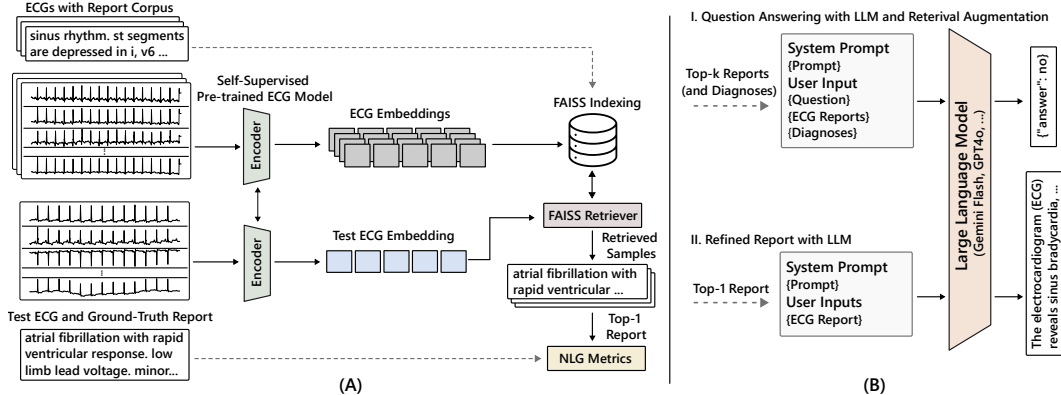 ECGs with Report Corpus
sinus rhythm. st segments
are depressed in i, v6 ...
Self-Supervised
Pre-trained ECG Model
Encoder
ECG Embeddings
FAISS Indexing
Encoder
Test ECG Embedding
FAISS Retriever
Retrieved
Samples
atrial fibrillation with
rapid ventricular ...
Top-1
Report
NLG Metrics
Test ECG and Ground-Truth Report
atrial fibrillation with rapid
ventricular response. low
limb lead voltage. minor...
(A)
I. Question Answering with LLM and Reterival Augmentation
Top-k Reports
(and Diagnoses)
System Prompt
{Prompt}
User Input
{Question}
{ECG Reports}
{Diagnoses}
Large Language Model
(Gemini Flash, GPT4o, ...)
{"answer": no}
II. Refined Report with LLM
Top-1 Report
System Prompt
{Prompt}
User Inputs
{ECG Report}
The electrocardiogram (ECG)
reveals sinus bradycardia, ...
(B)